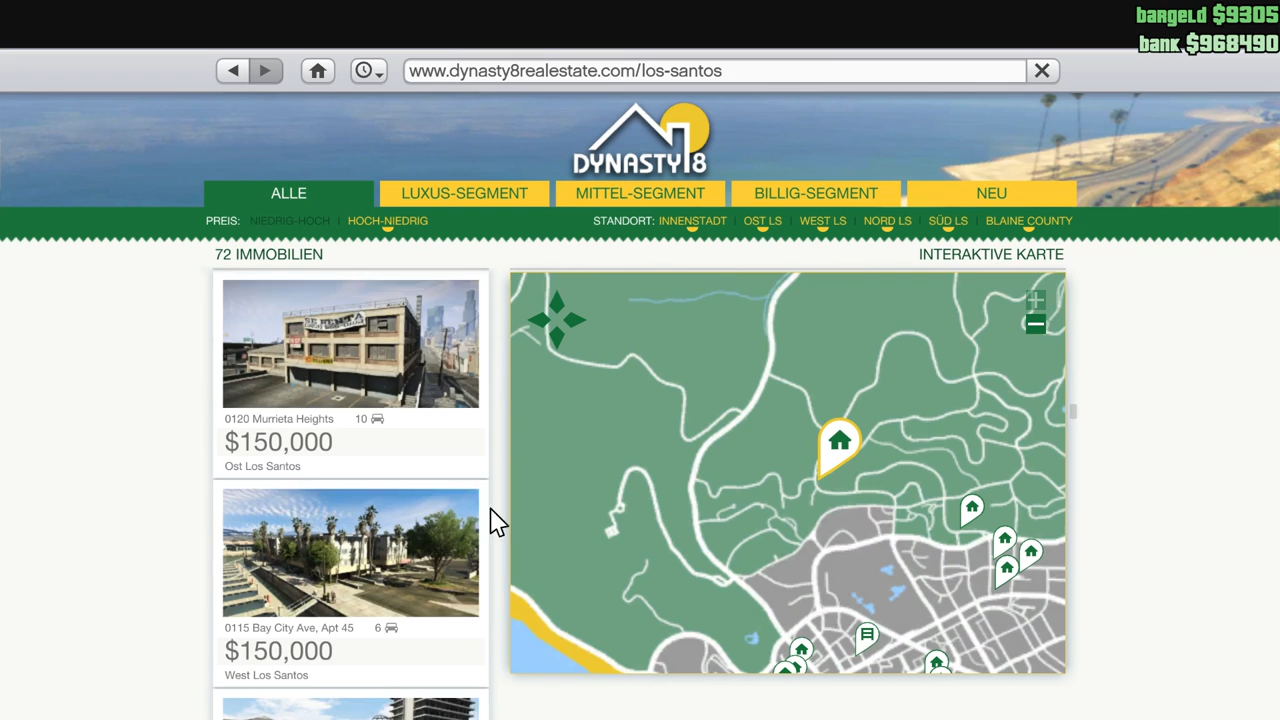 bargeld $9305
bank $968490
www.dynasty8realestate.com/los-santos
DYNASTY 8
ALLE LUXUS-SEGMENT MITTEL-SEGMENT BILLIG-SEGMENT NEU
PREIS: NIEDRIG-HOCH | HOCH-NIEDRIG STANDORT: INNENSTADT | OST LS | WEST LS | NORD LS | SÜD LS | BLAINE COUNTY
72 IMMOBILIEN
INTERAKTIVE KARTE
0120 Murrieta Heights 10
$150,000
Ost Los Santos
0115 Bay City Ave, Apt 45 6
$150,000
West Los Santos